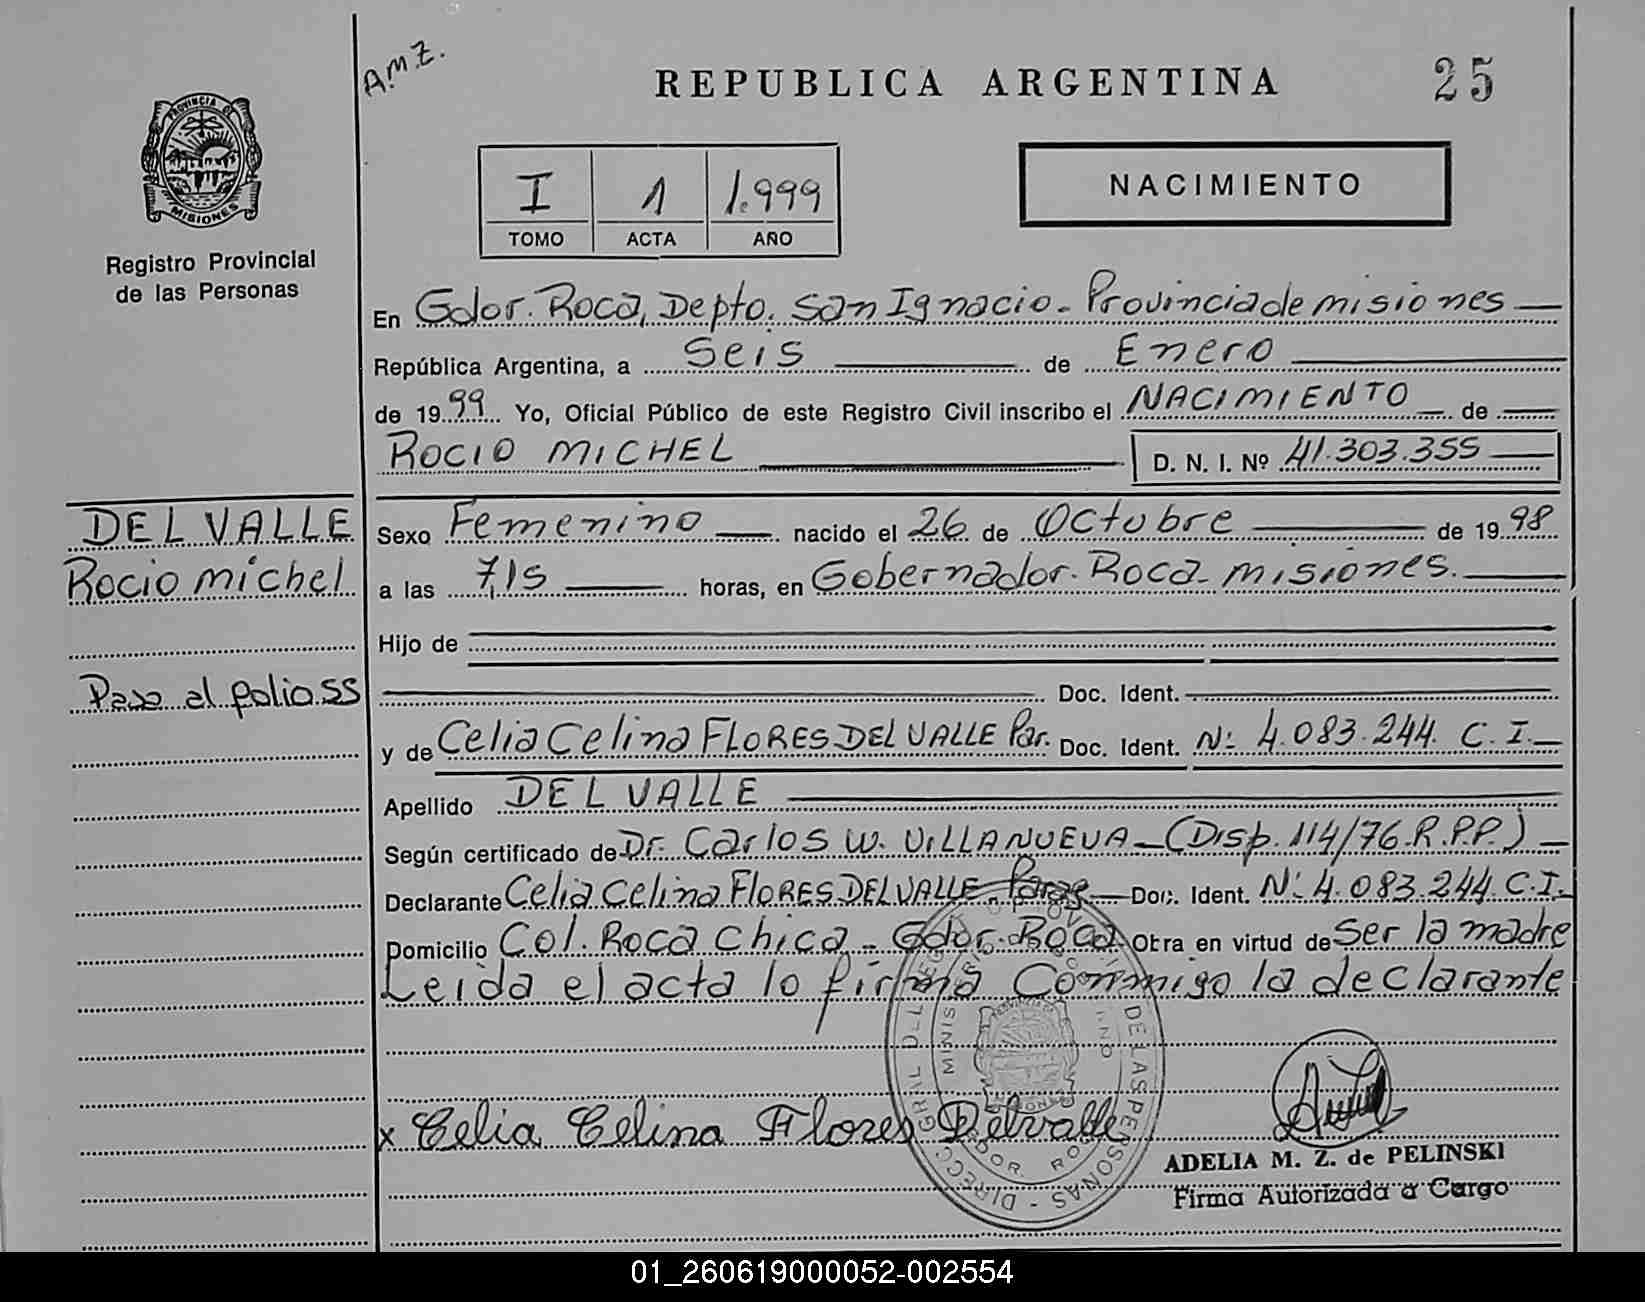 A.M.Z.
REPUBLICA ARGENTINA
25
PROVINCIA DE
MISIONES
Registro Provincial
de las Personas
I 1 1.999
TOMO ACTA AÑO
NACIMIENTO
En Gdor. Roca, Depto. San Ignacio - Provincia de misiones
República Argentina, a Seis de Enero
de 1999 Yo, Oficial Público de este Registro Civil inscribo el NACIMIENTO de
ROCIO MICHEL D. N. I. Nº 41.303.355
DEL VALLE
Rocio michel
Sexo Femenino nacido el 26 de Octubre de 1998
a las 7,15 horas, en Gobernador Roca - misiones.
Hijo de
Pase al folio 55
Doc. Ident.
y de Celia Celina FLORES DEL VALLE Par. Doc. Ident. Nº 4.083.244. C.I.
Apellido DEL VALLE
Según certificado de Dr. Carlos W. VILLANUEVA - (Disp. 114/76.R.P.P.)
Declarante Celia Celina FLORES DEL VALLE Doc. Ident. Nº 4.083.244.C.I.
Domicilio Col. Roca Chica - Gdor. Roca Otra en virtud de Ser la madre
Leida el acta lo firma Conmigo la declarante
x Celia Celina Flores Delvalle
ADELIA M. Z. de PELINSKI
Firma Autorizada a Cargo
01_260619000052-002554